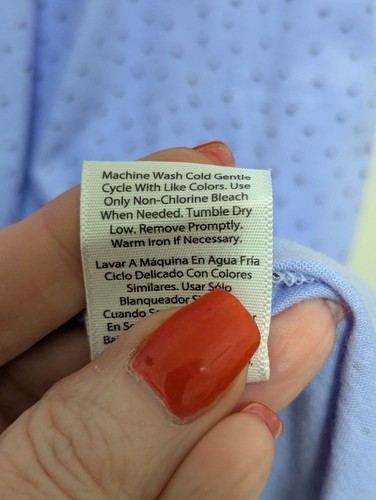 Machine Wash Cold Gentle
Cycle With Like Colors. Use
Only Non-Chlorine Bleach
When Needed. Tumble Dry
Low. Remove Promptly.
Warm Iron If Necessary.
Lavar A Máquina En Agua Fría
Ciclo Delicado Con Colores
Similares. Usar Sólo
Blanqueador
Cuando
En